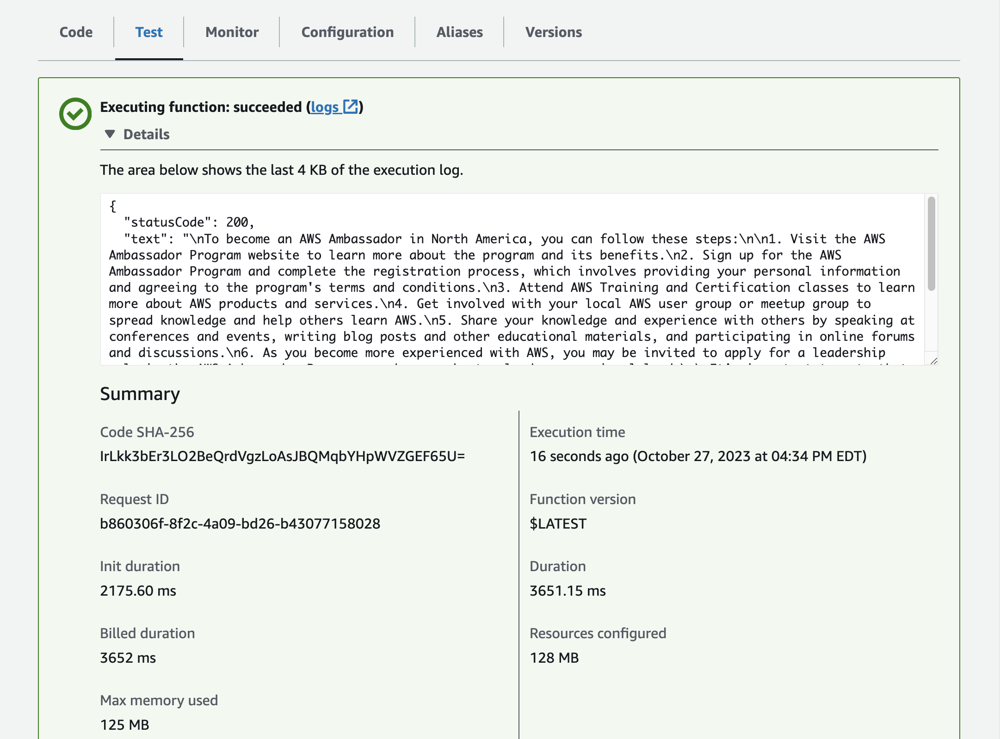 Code Test Monitor Configuration Aliases Versions
Executing function: succeeded (logs)
Details
The area below shows the last 4 KB of the execution log.
{
"statusCode": 200,
"text": "\nTo become an AWS Ambassador in North America, you can follow these steps:\n\n1. Visit the AWS
Ambassador Program website to learn more about the program and its benefits.\n2. Sign up for the AWS
Ambassador Program and complete the registration process, which involves providing your personal information
and agreeing to the program's terms and conditions.\n3. Attend AWS Training and Certification classes to learn
more about AWS products and services.\n4. Get involved with your local AWS user group or meetup group to
spread knowledge and help others learn AWS.\n5. Share your knowledge and experience with others by speaking at
conferences and events, writing blog posts and other educational materials, and participating in online forums
and discussions.\n6. As you become more experienced with AWS, you may be invited to apply for a leadership
Summary
Code SHA-256
IrLkk3bEr3LO2BeQrdVgzLoAsJBQMqbYHpWVZGEF65U=
Execution time
16 seconds ago (October 27, 2023 at 04:34 PM EDT)
Request ID
b860306f-8f2c-4a09-bd26-b43077158028
Function version
$LATEST
Init duration
2175.60 ms
Duration
3651.15 ms
Billed duration
3652 ms
Resources configured
128 MB
Max memory used
125 MB